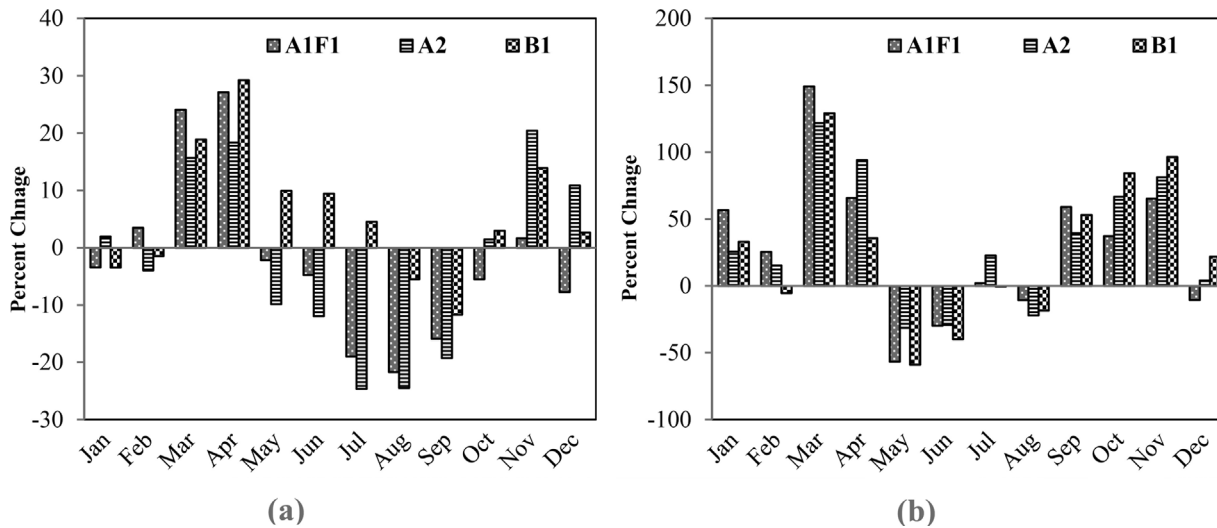 40
30
20
10
0
-10
-20
-30
Percent Chnage
A1F1 A2 B1
Jan Feb Mar Apr May Jun Jul Aug Sep Oct Nov Dec
(a)
200
150
100
50
0
-50
-100
Percent Chnage
A1F1 A2 B1
Jan Feb Mar Apr May Jun Jul Aug Sep Oct Nov Dec
(b)